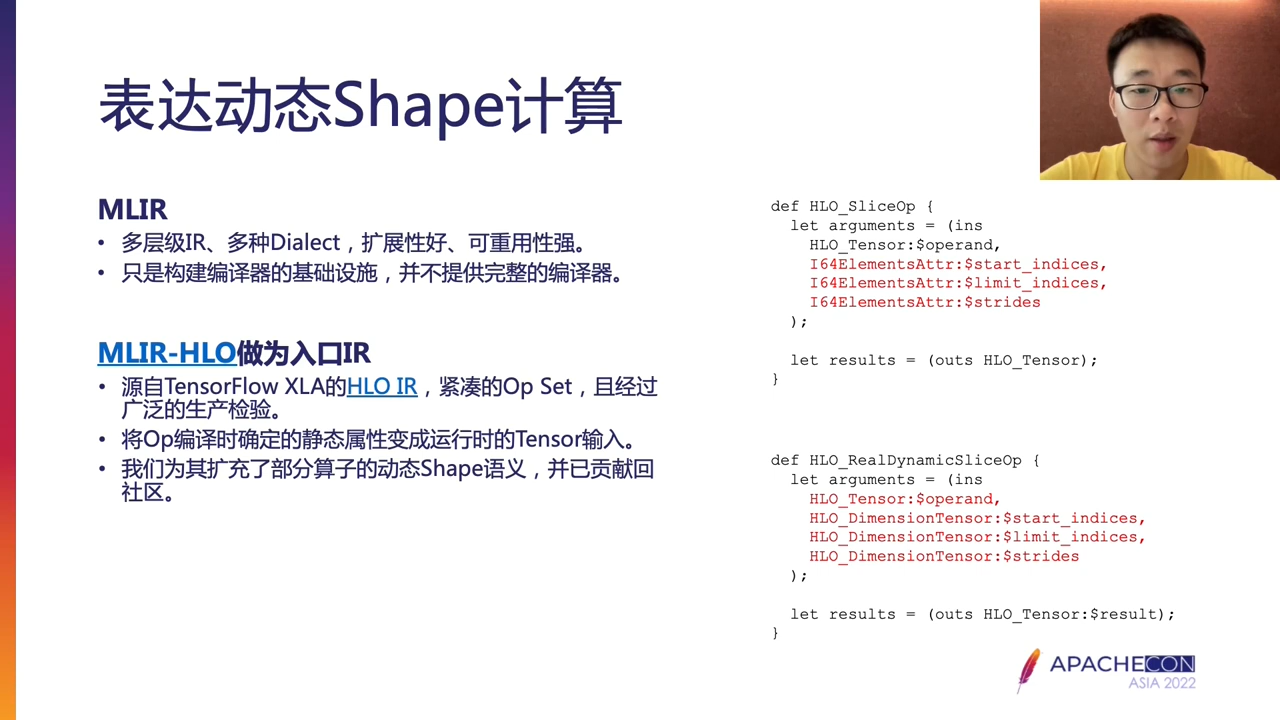 表达动态Shape计算
MLIR
• 多层级IR、多种Dialect，扩展性好、可重用性强。
• 只是构建编译器的基础设施，并不提供完整的编译器。
MLIR-HLO做为入口IR
• 源自TensorFlow XLA的HLO IR，紧凑的Op Set，且经过
广泛的生产检验。
• 将Op编译时确定的静态属性变成运行时的Tensor输入。
• 我们为其扩充了部分算子的动态Shape语义，并已贡献回
社区。
def HLO_SliceOp {
let arguments = (ins
HLO_Tensor:$operand,
I64ElementsAttr:$start_indices,
I64ElementsAttr:$limit_indices,
I64ElementsAttr:$strides
);
let results = (outs HLO_Tensor);
}
def HLO_RealDynamicSliceOp {
let arguments = (ins
HLO_Tensor:$operand,
HLO_DimensionTensor:$start_indices,
HLO_DimensionTensor:$limit_indices,
HLO_DimensionTensor:$strides
);
let results = (outs HLO_Tensor:$result);
}
APACHECON
ASIA 2022